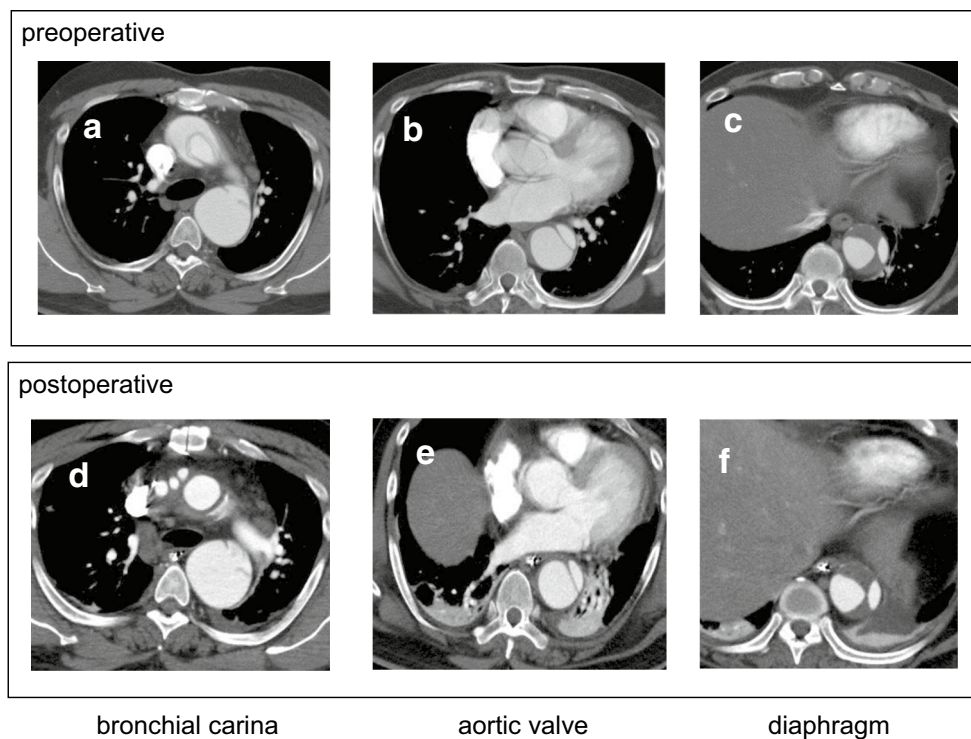 preoperative
a
b
c
postoperative
d
e
f
bronchial carina
aortic valve
diaphragm